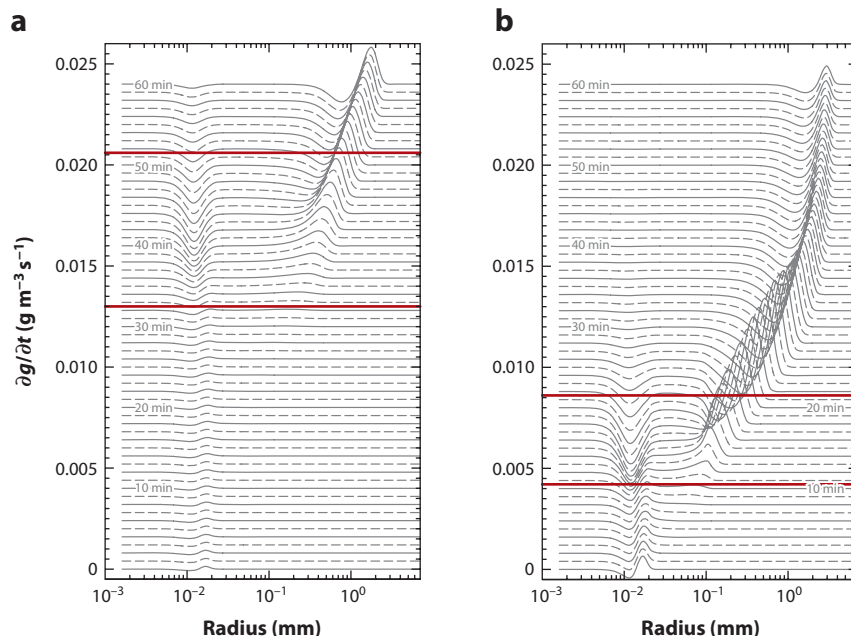 a
b
0.025
0.020
0.015
0.010
0.005
0
∂g/∂t (g m⁻³ s⁻¹)
60 min
50 min
40 min
30 min
20 min
10 min
10⁻³
10⁻²
10⁻¹
10⁰
Radius (mm)
0.025
0.020
0.015
0.010
0.005
0
60 min
50 min
40 min
30 min
20 min
10 min
10⁻³
10⁻²
10⁻¹
10⁰
Radius (mm)